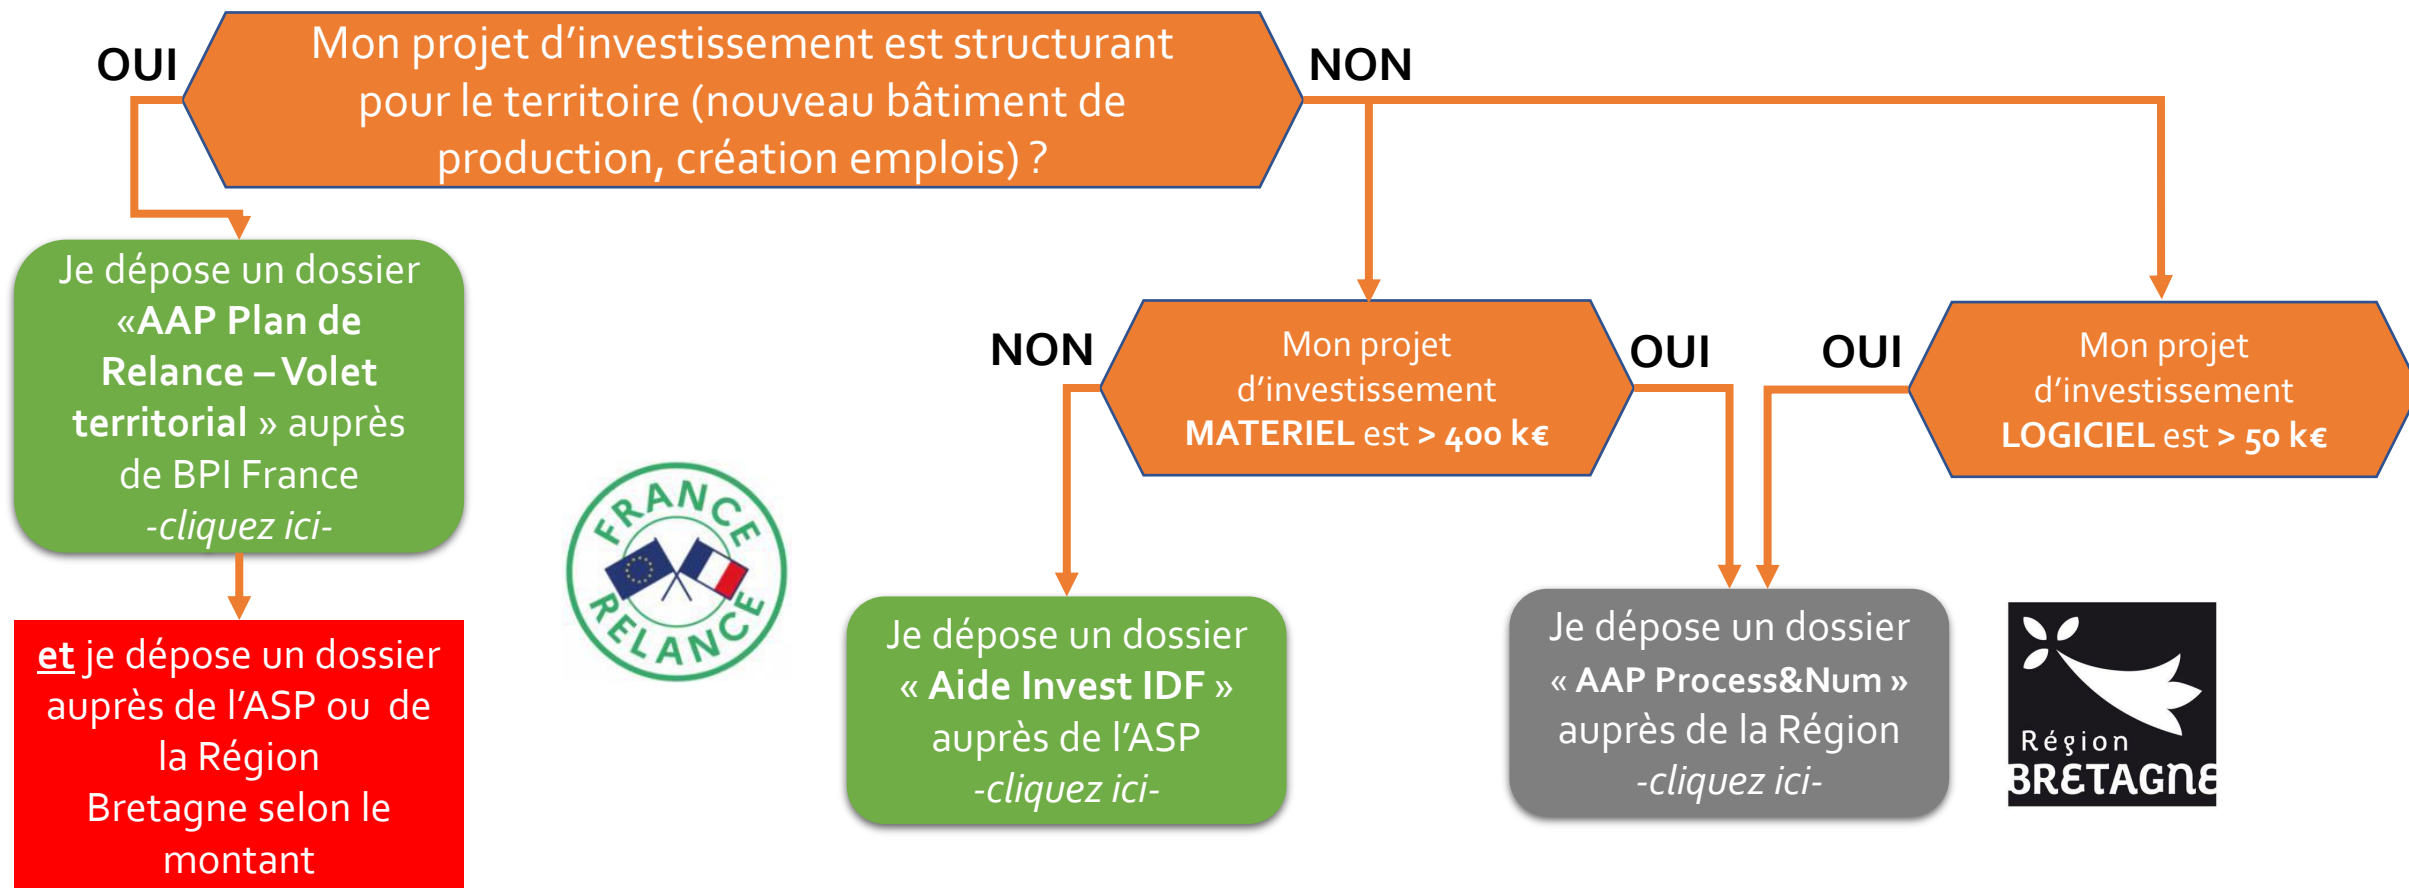 OUI
Mon projet d’investissement est structurant
pour le territoire (nouveau bâtiment de
production, création emplois) ?
NON
Je dépose un dossier
«AAP Plan de
Relance – Volet
territorial » auprès
de BPI France
-cliquez ici-
et je dépose un dossier
auprès de l’ASP ou de
la Région
Bretagne selon le
montant
FRANCE
RELANCE
NON
Mon projet
d’investissement
MATERIEL est > 400 k€
OUI
OUI
Mon projet
d’investissement
LOGICIEL est > 50 k€
Je dépose un dossier
« Aide Invest IDF »
auprès de l’ASP
-cliquez ici-
Je dépose un dossier
« AAP Process&Num »
auprès de la Région
-cliquez ici-
Région
BRETAGNE